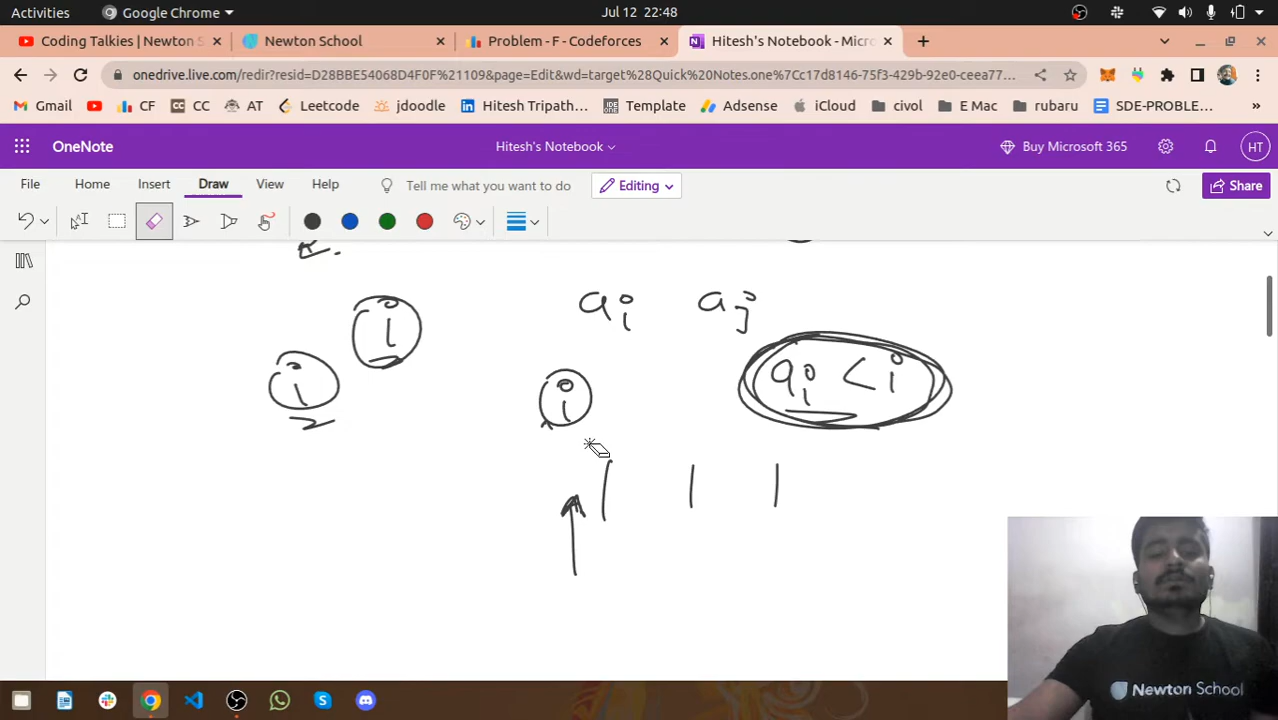 Activities
Google Chrome
Jul 12 22:48
Coding Talkies | Newton S
Newton School
Problem - F - Codeforces
Hitesh's Notebook - Micro
onedrive.live.com/redir?resid=D28BBE54068D4F0F%21109&page=Edit&wd=target%28Quick%20Notes.one%7Cc17d8146-75f3-429b-92e0-ceea77...
Gmail
CF
CC
AT
Leetcode
jdoodle
Hitesh Tripath...
Template
Adsense
iCloud
civol
E Mac
rubaru
SDE-PROBLE...
OneNote
Hitesh's Notebook
Buy Microsoft 365
HT
File
Home
Insert
Draw
View
Help
Tell me what you want to do
Editing
Share
ai aj
i
i
i
ai < i
Newton School